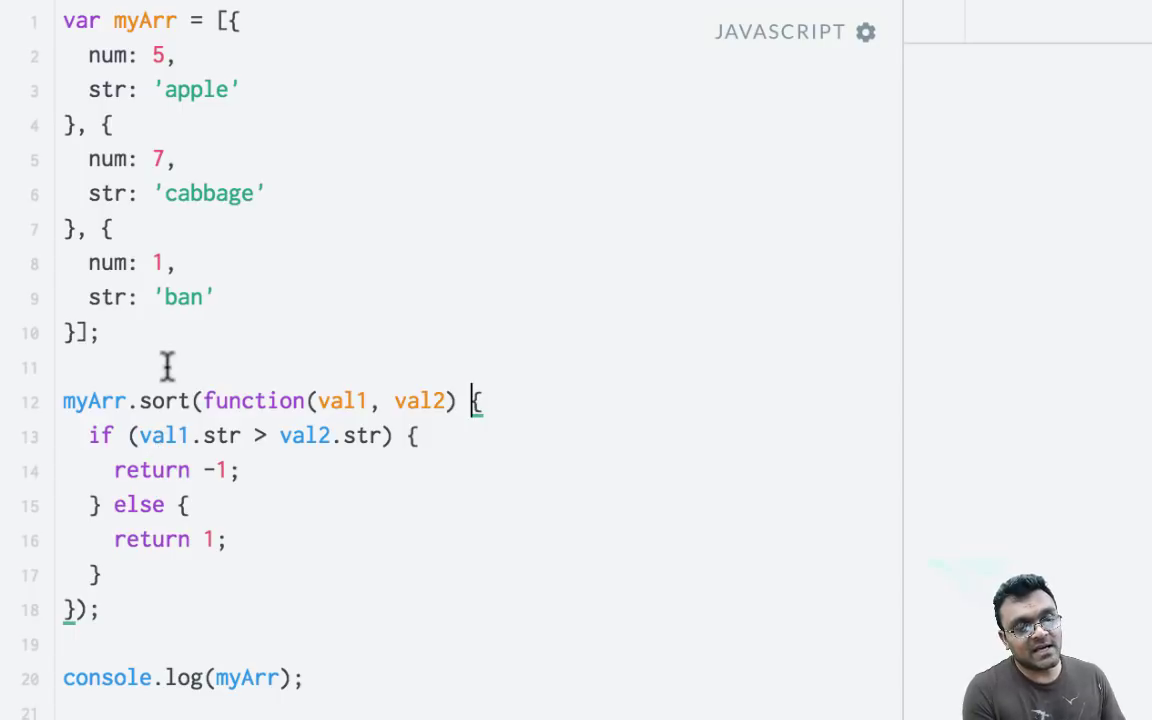 1 var myArr = [{
JAVASCRIPT
2 num: 5,
3 str: 'apple'
4 }, {
5 num: 7,
6 str: 'cabbage'
7 }, {
8 num: 1,
9 str: 'ban'
10 }];
11
12 myArr.sort(function(val1, val2) {
13 if (val1.str > val2.str) {
14 return -1;
15 } else {
16 return 1;
17 }
18 });
19
20 console.log(myArr);
21